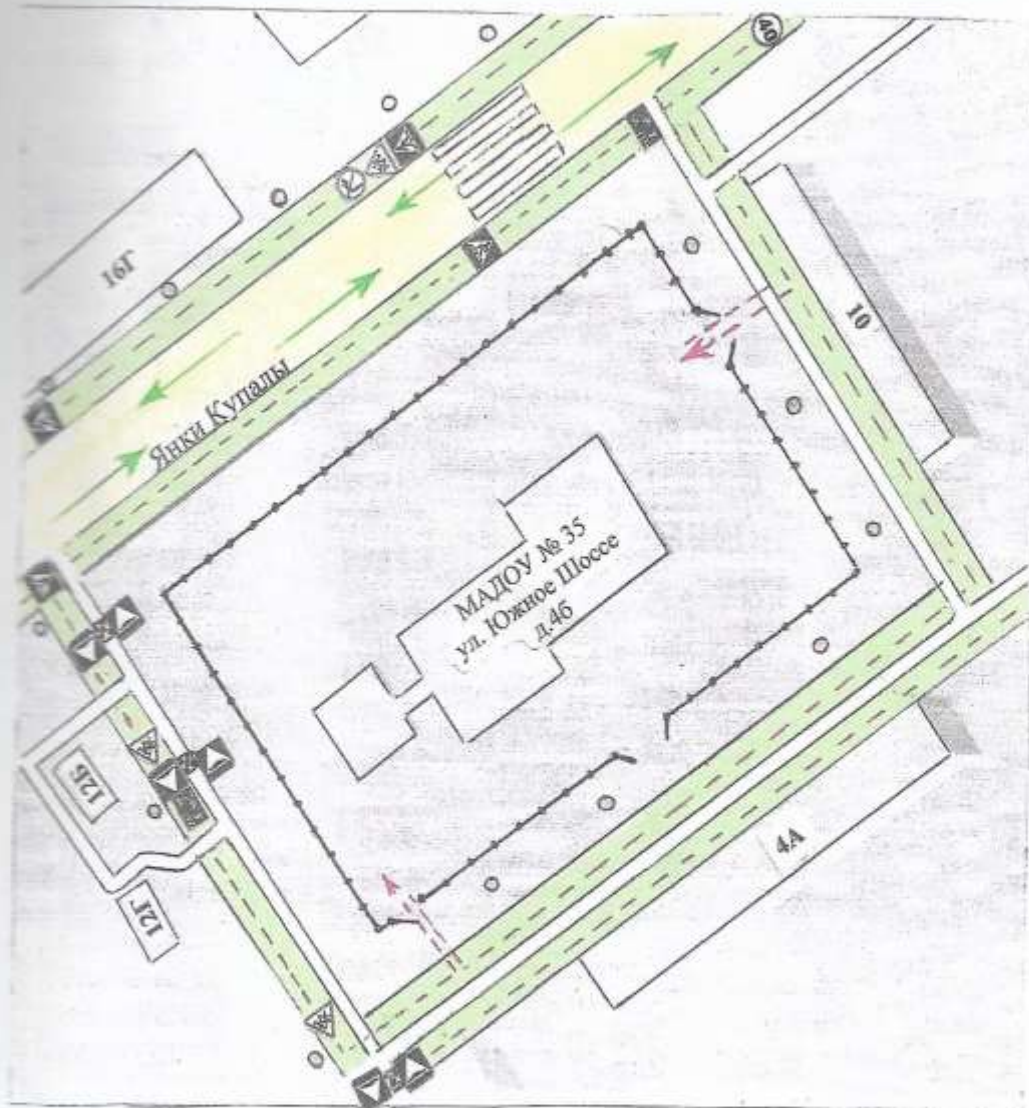 40
16Г
10
Янки Купалы
МАДОУ № 35
ул. Южное Шоссе
д.46
12Б
4А
12Г